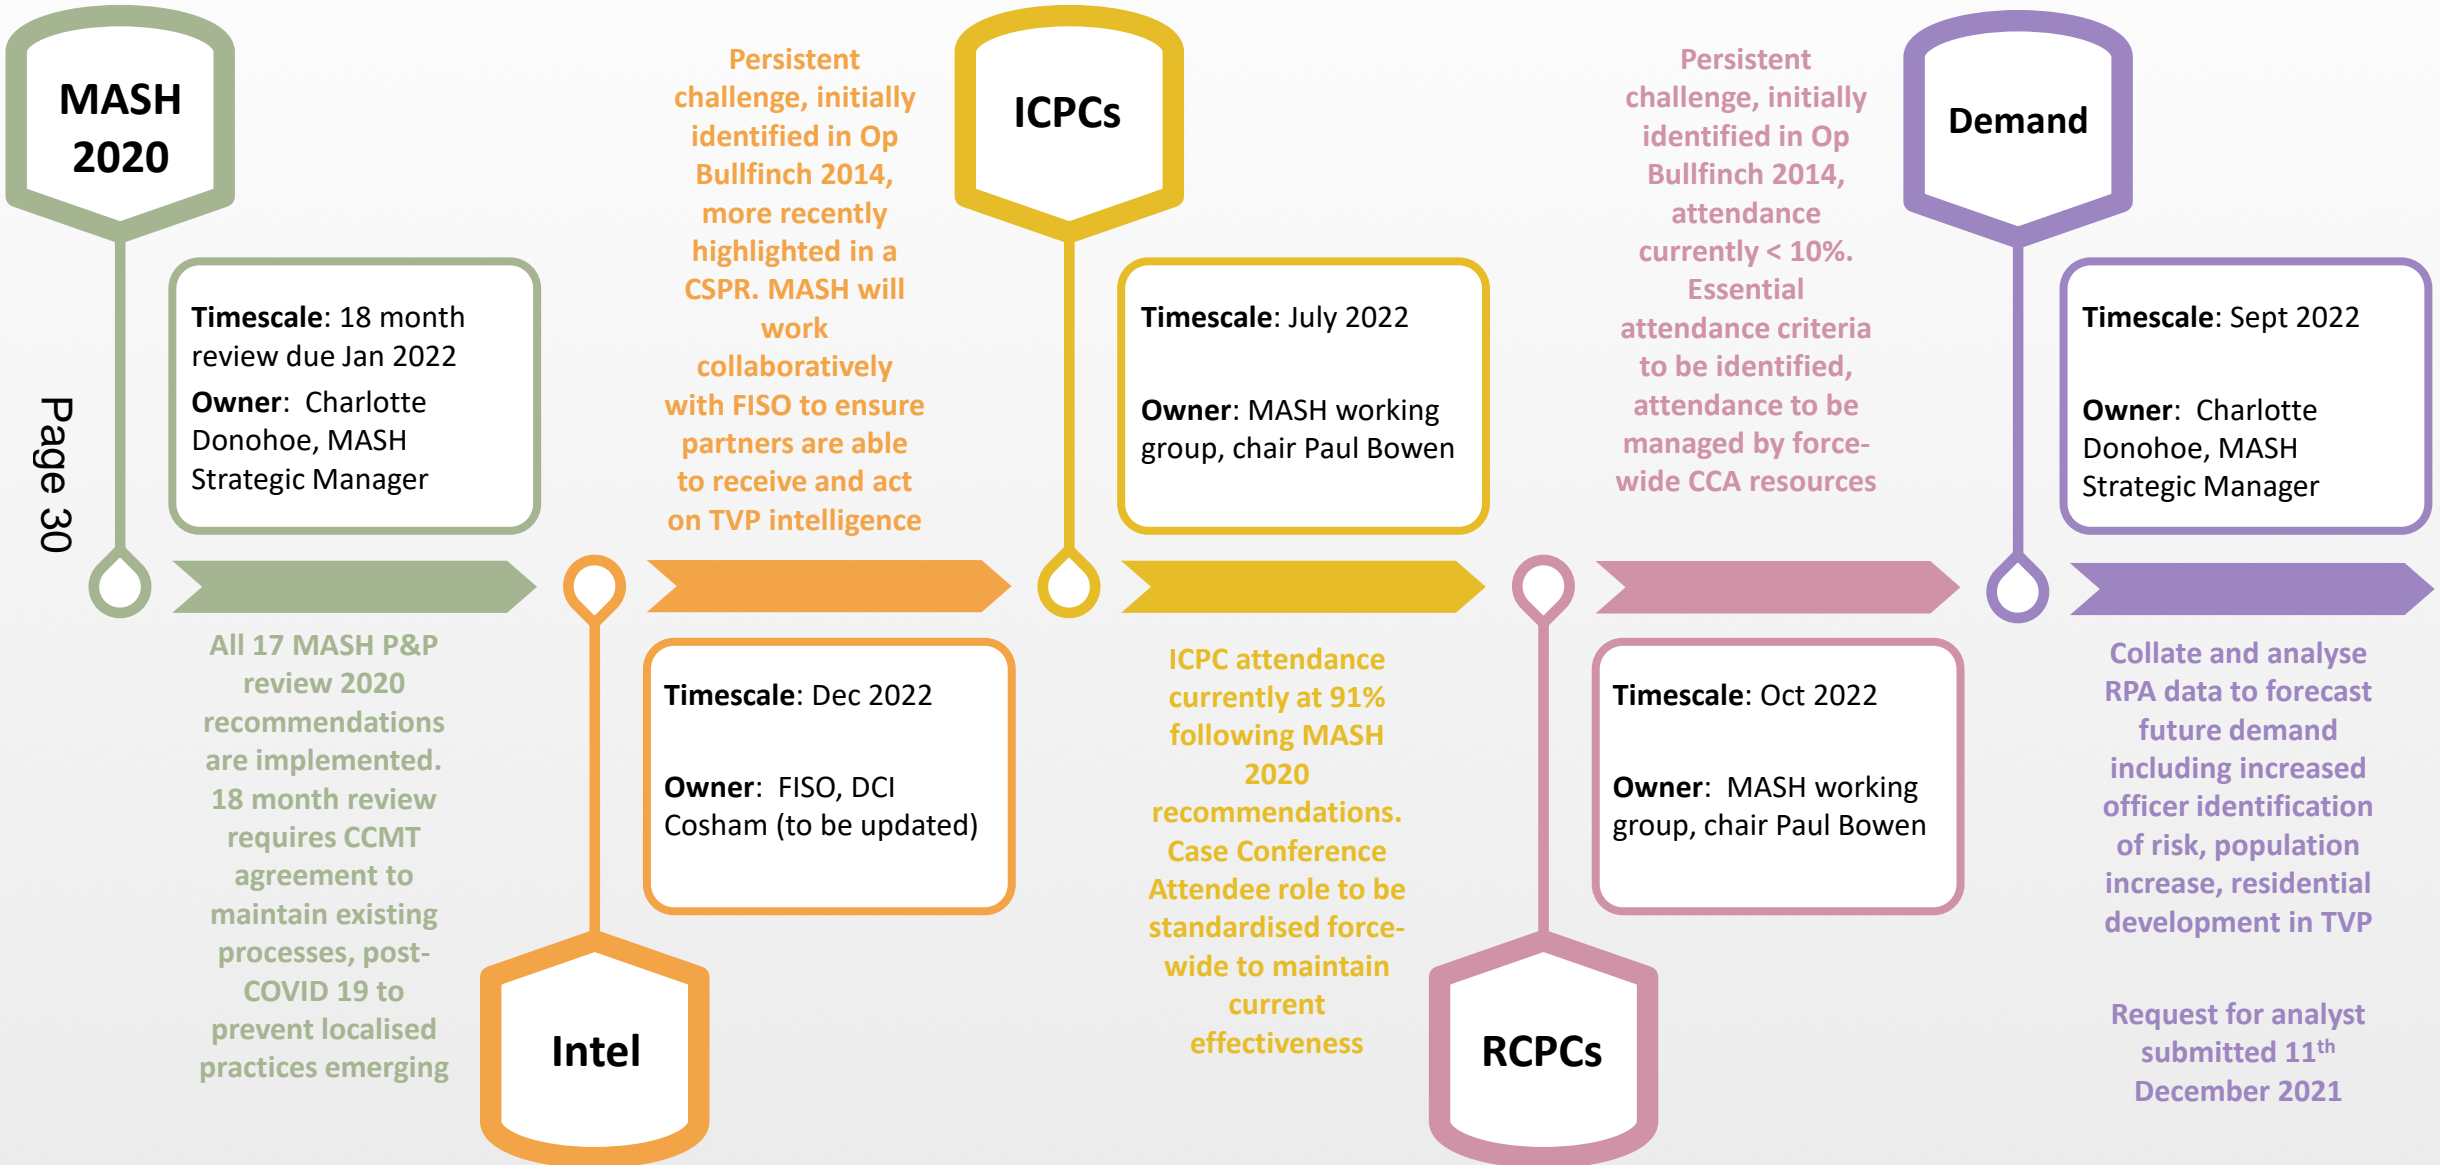 MASH
2020
Timescale: 18 month
review due Jan 2022
Owner:  Charlotte
Donohoe, MASH
Strategic Manager
All 17 MASH P&P
review 2020
recommendations
are implemented.
18 month review
requires CCMT
agreement to
maintain existing
processes, post-
COVID 19 to
prevent localised
practices emerging
Persistent
challenge, initially
identified in Op
Bullfinch 2014,
more recently
highlighted in a
CSPR. MASH will
work
collaboratively
with FISO to ensure
partners are able
to receive and act
on TVP intelligence
Timescale: Dec 2022
Owner:  FISO, DCI
Cosham (to be updated)
Intel
ICPCs
Timescale: July 2022
Owner: MASH working
group, chair Paul Bowen
ICPC attendance
currently at 91%
following MASH
2020
recommendations.
Case Conference
Attendee role to be
standardised force-
wide to maintain
current
effectiveness
Persistent
challenge, initially
identified in Op
Bullfinch 2014,
attendance
currently < 10%.
Essential
attendance criteria
to be identified,
attendance to be
managed by force-
wide CCA resources
Timescale: Oct 2022
Owner:  MASH working
group, chair Paul Bowen
RCPCs
Demand
Timescale: Sept 2022
Owner:  Charlotte
Donohoe, MASH
Strategic Manager
Collate and analyse
RPA data to forecast
future demand
including increased
officer identification
of risk, population
increase, residential
development in TVP
Request for analyst
submitted 11th
December 2021
Page 30